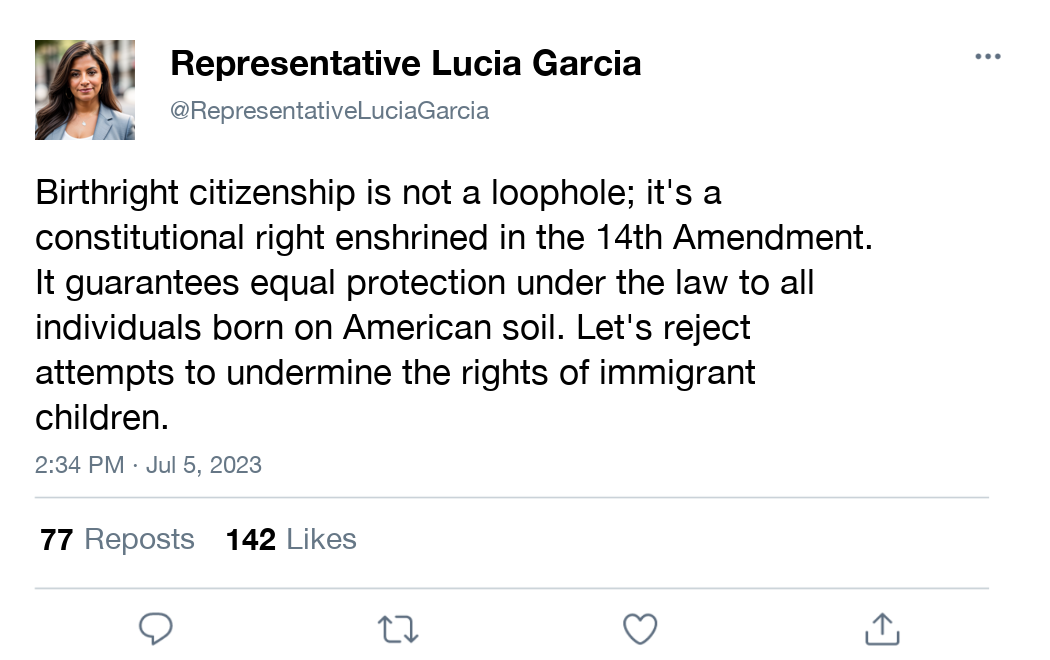 Representative Lucia Garcia
@RepresentativeLuciaGarcia
Birthright citizenship is not a loophole; it's a
constitutional right enshrined in the 14th Amendment.
It guarantees equal protection under the law to all
individuals born on American soil. Let's reject
attempts to undermine the rights of immigrant
children.
2:34 PM · Jul 5, 2023
77 Reposts 142 Likes